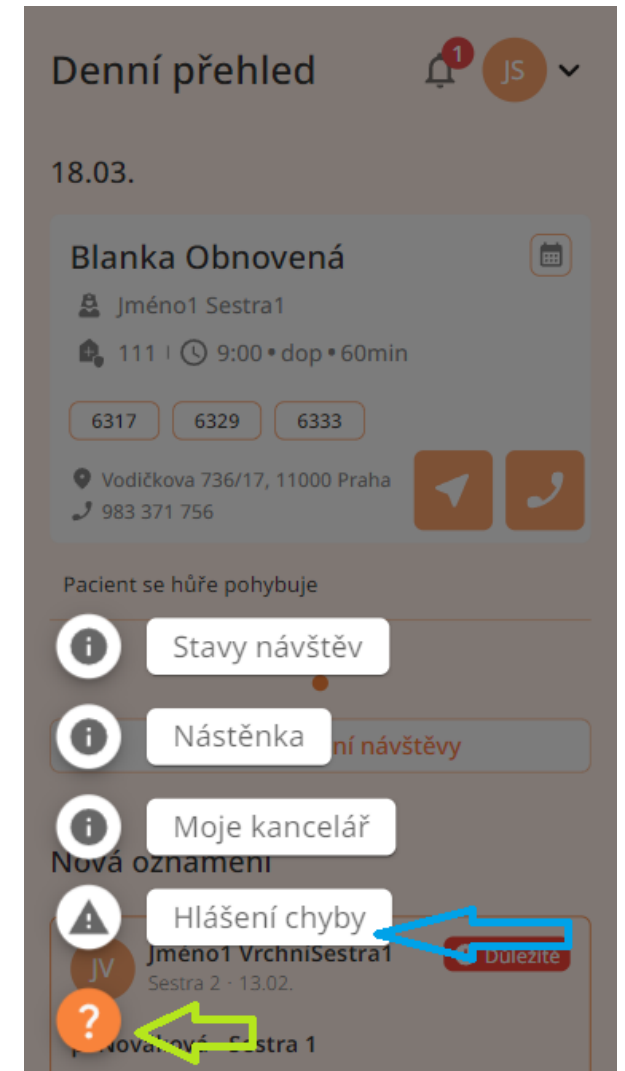 Denní přehled
1
JS
18.03.
Blanka Obnovená
Jméno1 Sestra1
111 | 9:00 • dop • 60min
6317 6329 6333
Vodičkova 736/17, 11000 Praha
983 371 756
Pacient se hůře pohybuje
Stavy návštěv
Nástěnka
ní návštěvy
Moje kancelář
Nová oznámení
Hlášení chyby
JV
Jméno1 VrchniSestra1
Důležité
Sestra 2 · 13.02.
?
Nováková - Sestra 1